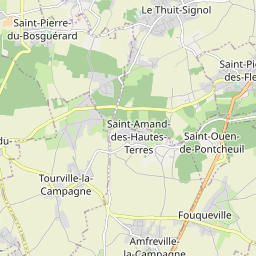 Le Thuit-Signol
Saint-Pierre-
du-Bosguérard
Saint-Pi
des-Fle
Saint-Amand-
des-Hautes-
Terres
Saint-Ouen-
de-Pontcheuil
du-
Tourville-la-
Campagne
Fouqueville
Amfreville-
la-Campagne